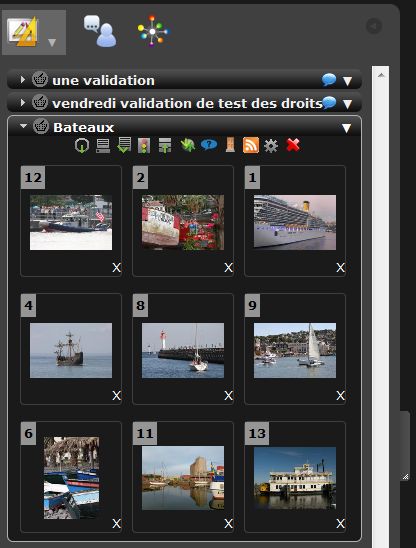 une validation
vendredi validation de test des droits
Bateaux
12 2 1
X X X
4 8 9
X X X
6 11 13
X X X